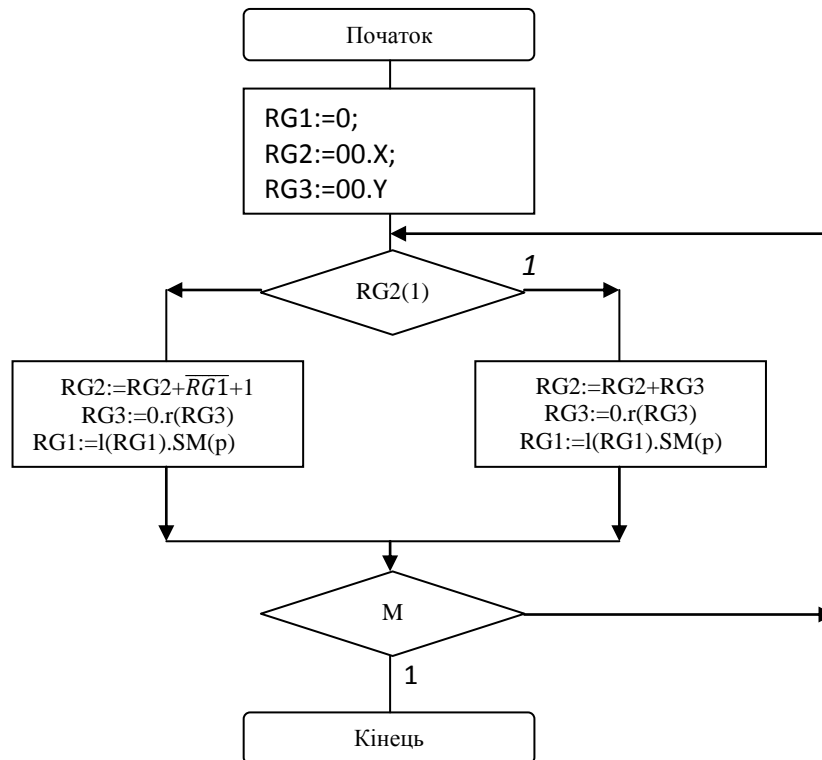 Початок
RG1:=0;
RG2:=00.X;
RG3:=00.Y
1
RG2(1)
RG2:=RG2+\overline{RG1}+1
RG3:=0.r(RG3)
RG1:=l(RG1).SM(p)
RG2:=RG2+RG3
RG3:=0.r(RG3)
RG1:=l(RG1).SM(p)
M
1
Кінець